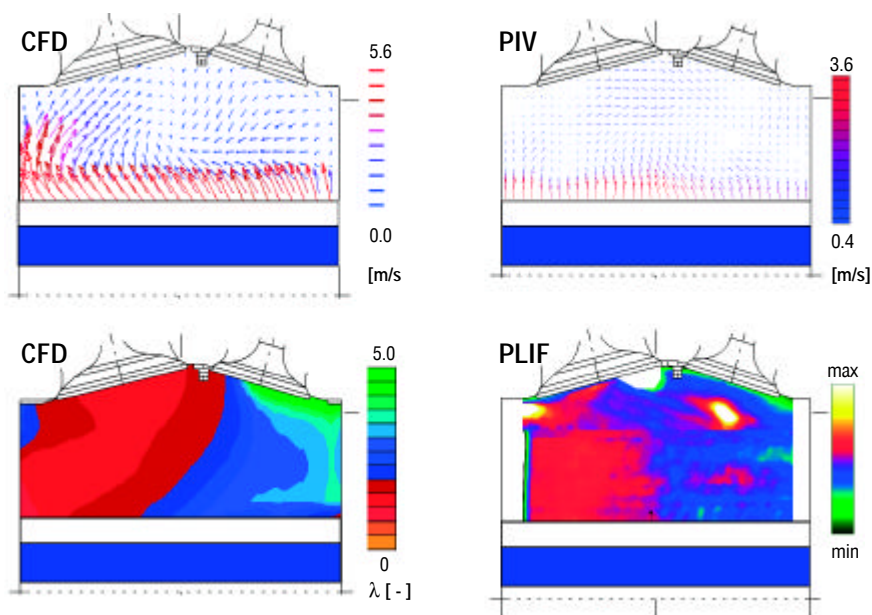 CFD
5.6
0.0
[m/s
PIV
3.6
0.4
[m/s]
CFD
5.0
0
λ [ - ]
PLIF
max
min